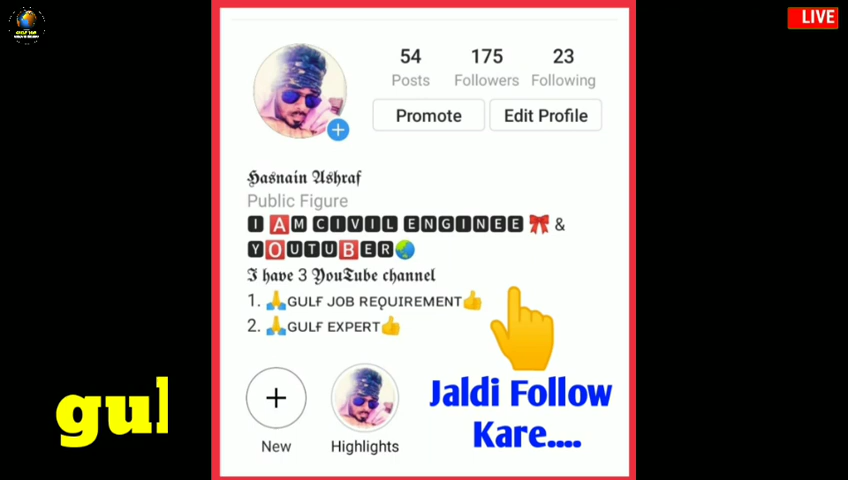 LIVE
54 175 23
Posts Followers Following
Promote Edit Profile
Hasnain Ashraf
Public Figure
I AM CIVIL ENGINEE 🎀 &
YOUTUBER🌏
I have 3 YouTube channel
1. 🙏GULF JOB REQUIREMENT👍
2. 🙏GULF EXPERT👍
Jaldi Follow
Kare....
gul
New Highlights